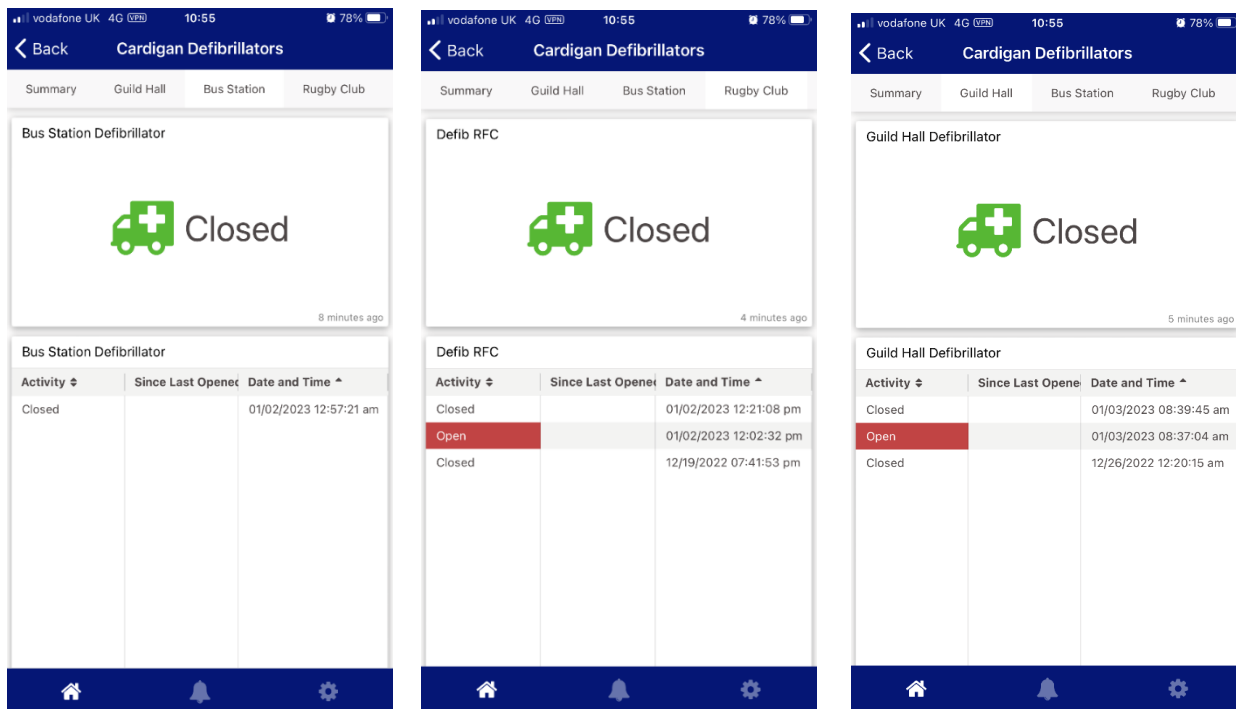 vodafone UK 4G VPN 10:55 78%
Back Cardigan Defibrillators
Summary Guild Hall Bus Station Rugby Club
Bus Station Defibrillator
Closed
8 minutes ago
Bus Station Defibrillator
Activity Since Last Opened Date and Time
Closed 01/02/2023 12:57:21 am
vodafone UK 4G VPN 10:55 78%
Back Cardigan Defibrillators
Summary Guild Hall Bus Station Rugby Club
Defib RFC
Closed
4 minutes ago
Defib RFC
Activity Since Last Opene Date and Time
Closed 01/02/2023 12:21:08 pm
Open 01/02/2023 12:02:32 pm
Closed 12/19/2022 07:41:53 pm
vodafone UK 4G VPN 10:55 78%
Back Cardigan Defibrillators
Summary Guild Hall Bus Station Rugby Club
Guild Hall Defibrillator
Closed
5 minutes ago
Guild Hall Defibrillator
Activity Since Last Opene Date and Time
Closed 01/03/2023 08:39:45 am
Open 01/03/2023 08:37:04 am
Closed 12/26/2022 12:20:15 am